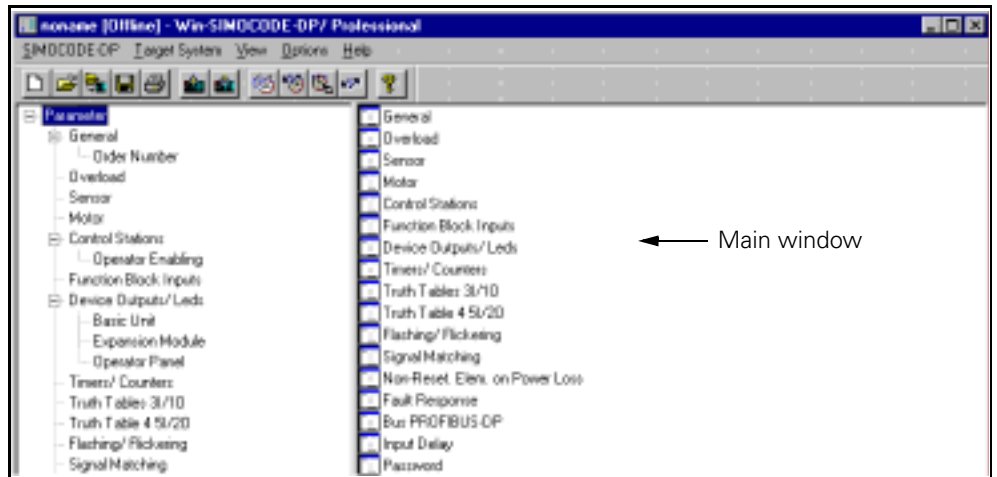 noname [Offline] - Win-SIMOCODE-DP/ Professional
SIMOCODE-DP Target System View Options Help
Parameter
General
Order Number
Overload
Sensor
Motor
Control Stations
Operator Enabling
Function Block Inputs
Device Outputs/ Leds
Basic Unit
Expansion Module
Operator Panel
Timers/ Counters
Truth Tables 3I/1O
Truth Table 4 5I/2O
Flashing/ Flickering
Signal Matching
General
Overload
Sensor
Motor
Control Stations
Function Block Inputs
Device Outputs/ Leds
Timers/ Counters
Truth Tables 3I/1O
Truth Table 4 5I/2O
Flashing/ Flickering
Signal Matching
Non-Reset. Elem. on Power Loss
Fault Response
Bus PROFIBUS-DP
Input Delay
Password
Main window